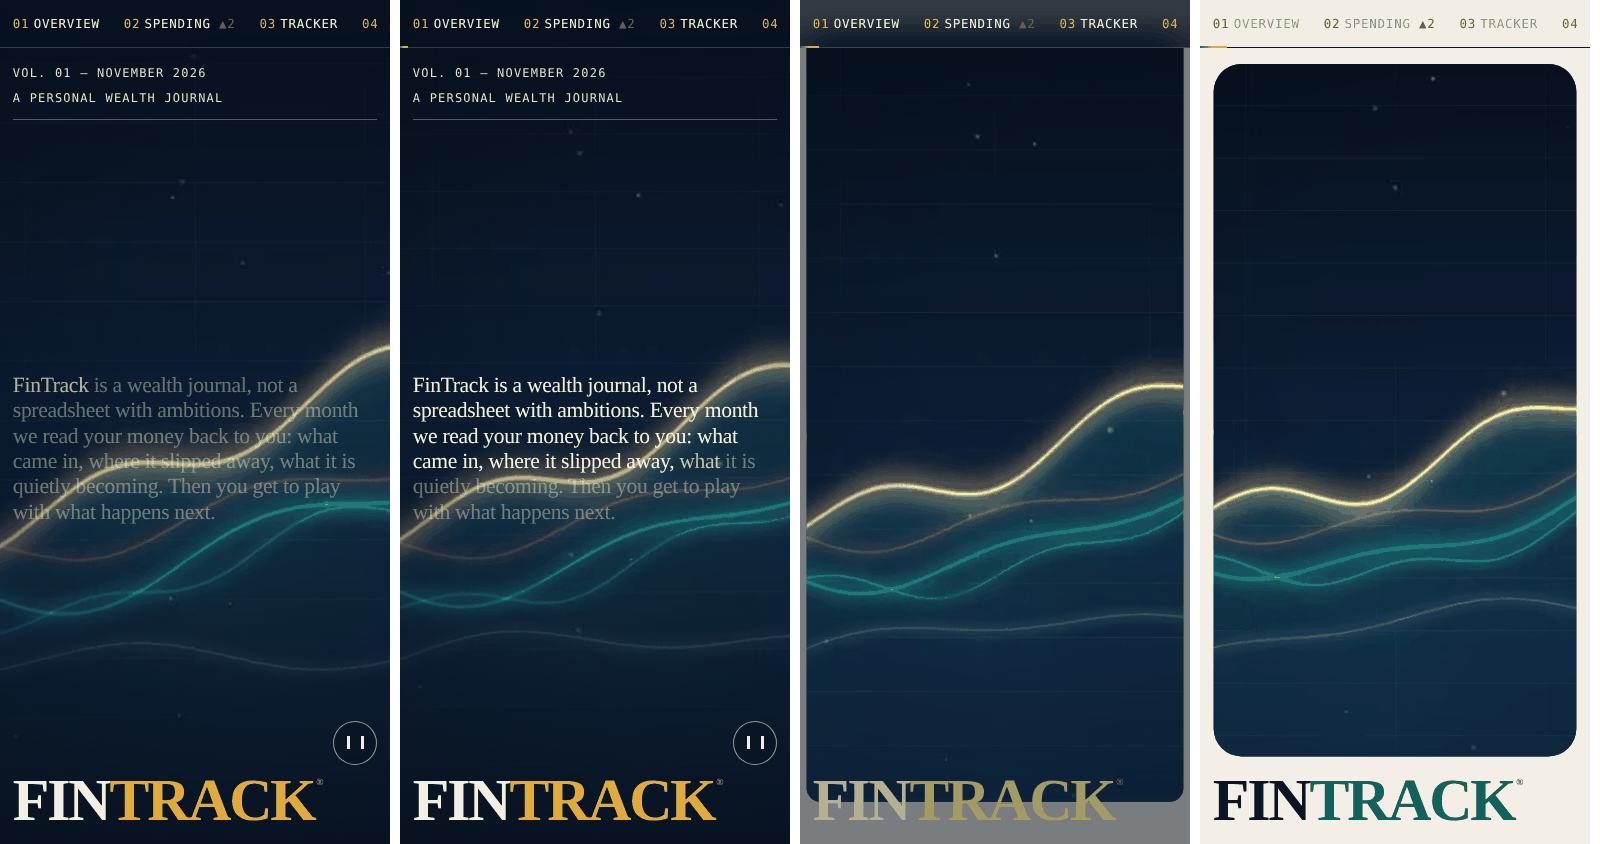 01 OVERVIEW 02 SPENDING ▲2 03 TRACKER 04
VOL. 01 — NOVEMBER 2026
A PERSONAL WEALTH JOURNAL
FinTrack is a wealth journal, not a
spreadsheet with ambitions. Every month
we read your money back to you: what
came in, where it slipped away, what it is
quietly becoming. Then you get to play
with what happens next.
FINTRACK®
01 OVERVIEW 02 SPENDING ▲2 03 TRACKER 04
VOL. 01 — NOVEMBER 2026
A PERSONAL WEALTH JOURNAL
FinTrack is a wealth journal, not a
spreadsheet with ambitions. Every month
we read your money back to you: what
came in, where it slipped away, what it is
quietly becoming. Then you get to play
with what happens next.
FINTRACK®
01 OVERVIEW 02 SPENDING ▲2 03 TRACKER 04
FINTRACK®
01 OVERVIEW 02 SPENDING ▲2 03 TRACKER 04
FINTRACK®